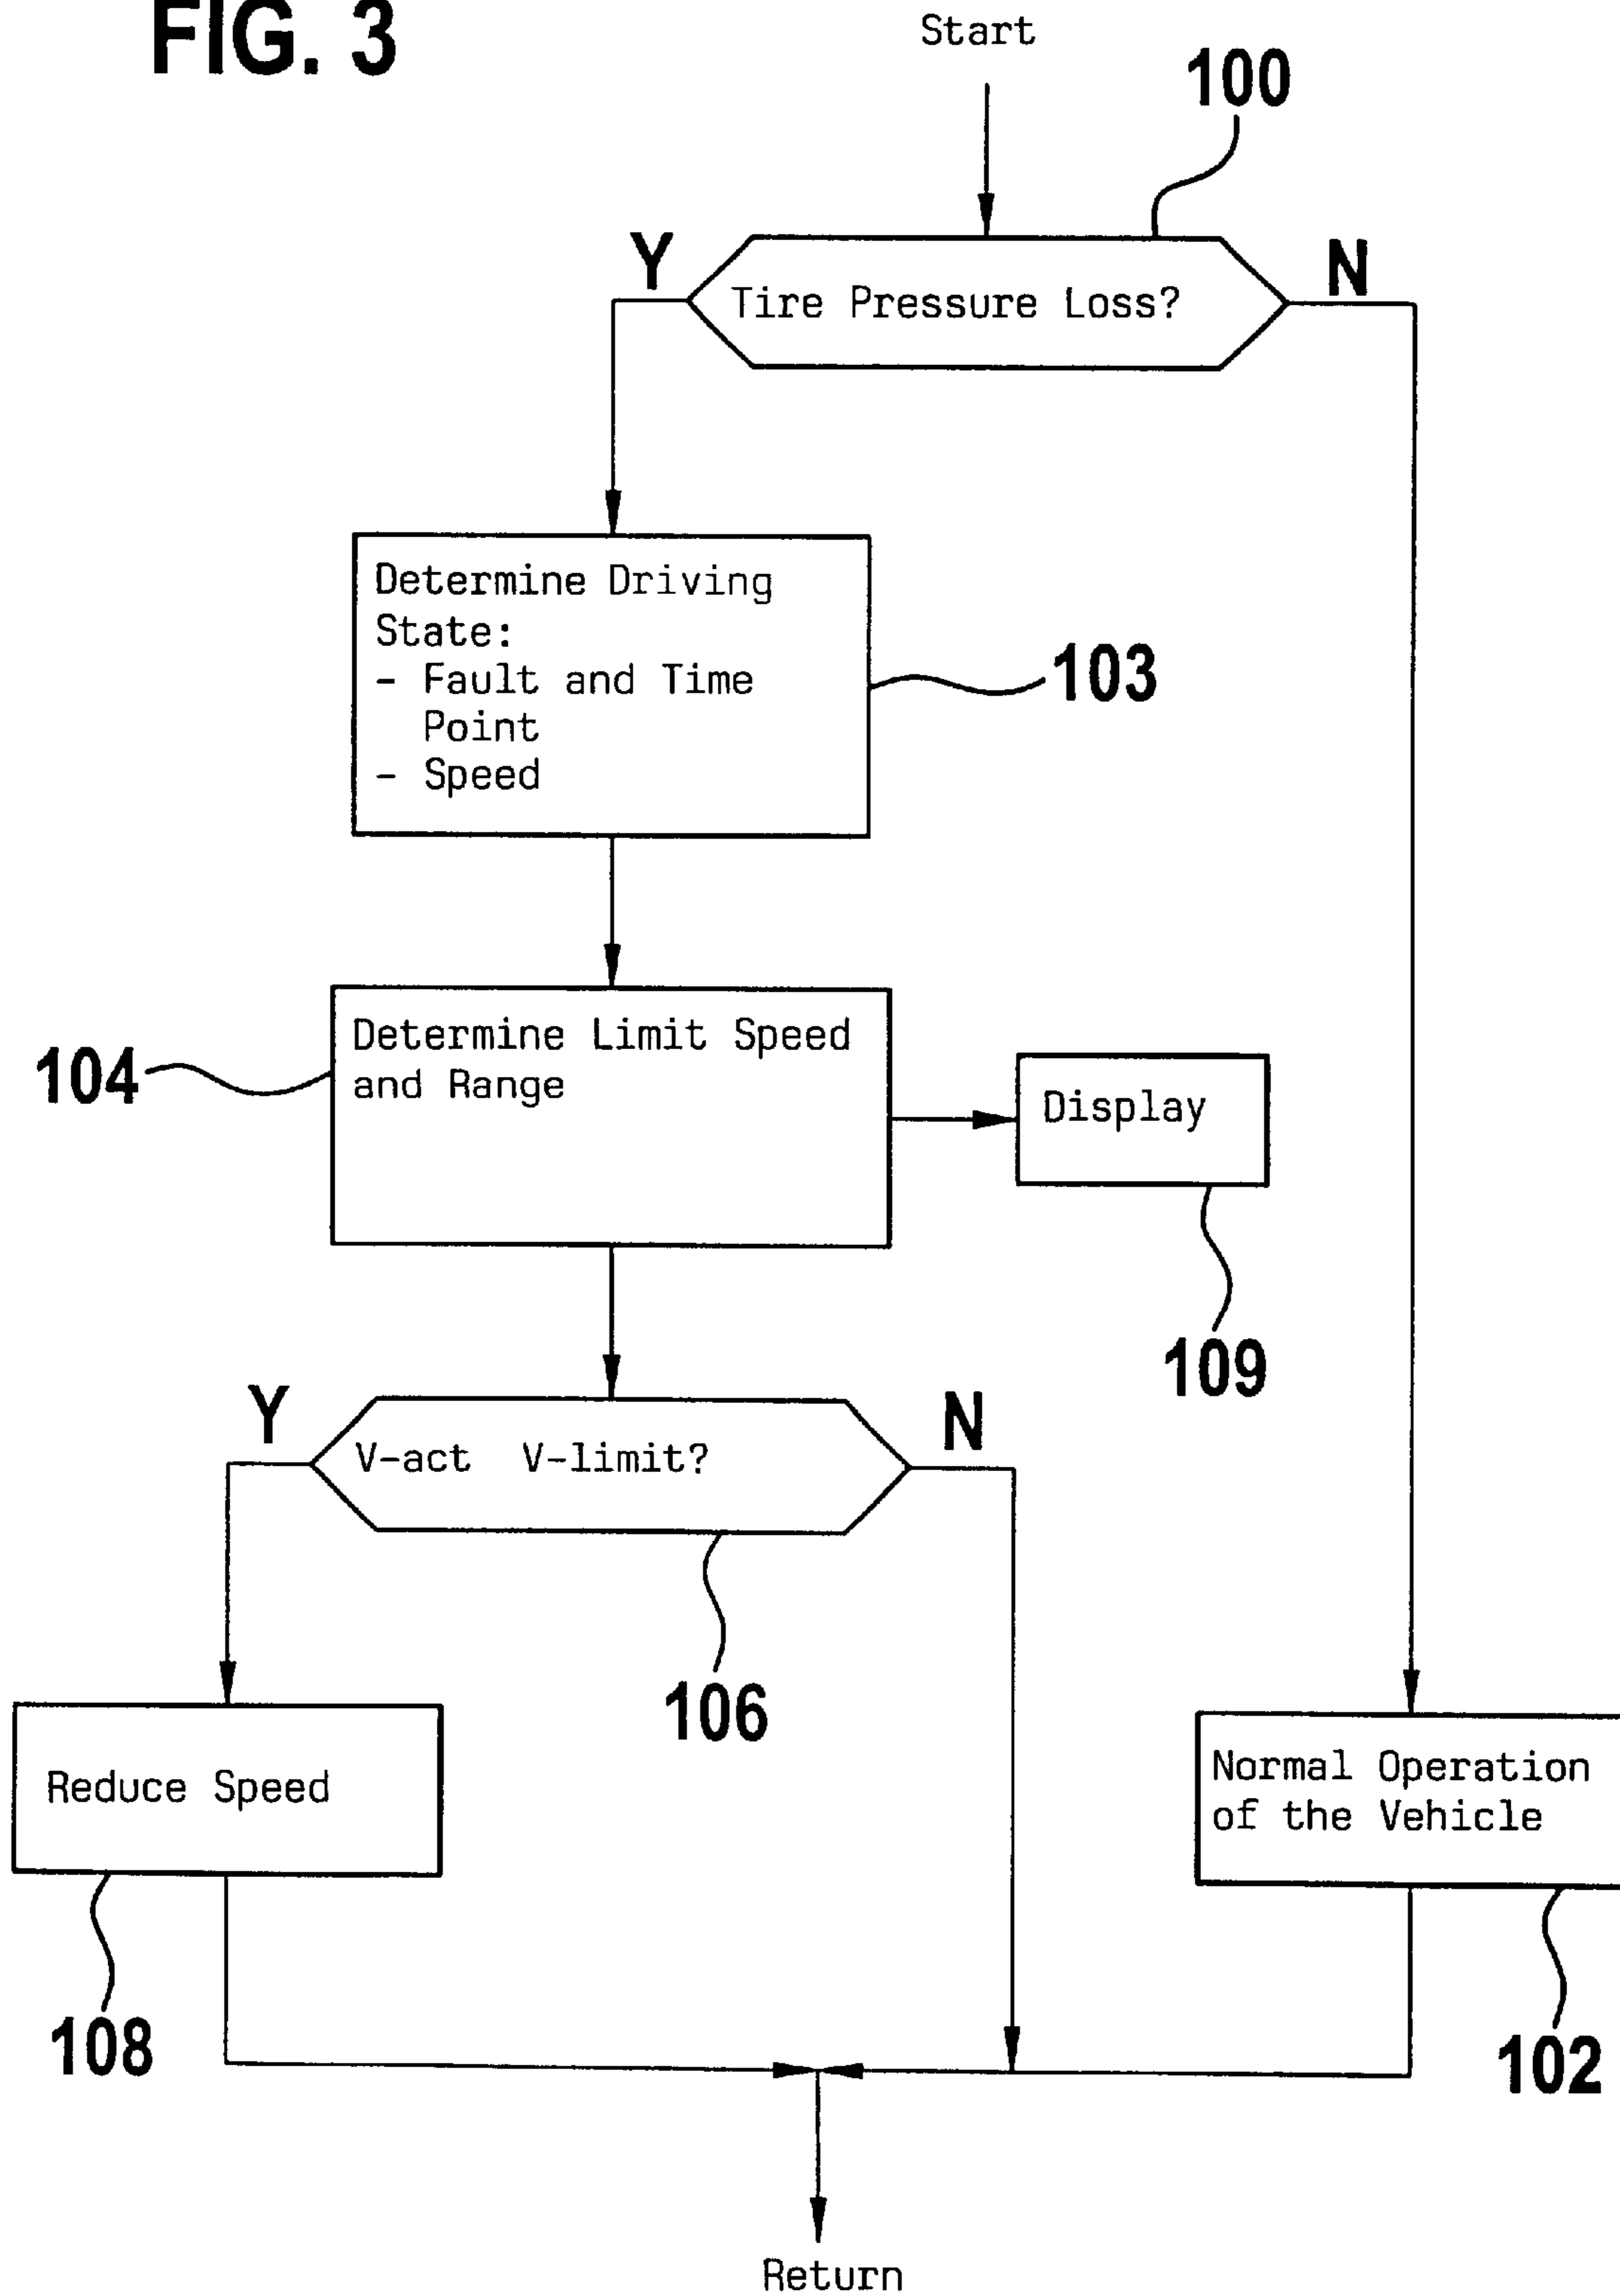 FIG. 3
Start
100
Y
N
Tire Pressure Loss?
Determine Driving
State:
- Fault and Time
Point
- Speed
103
104
Determine Limit Speed
and Range
Display
109
Y
N
V-act V-limit?
106
Reduce Speed
Normal Operation
of the Vehicle
108
102
Return